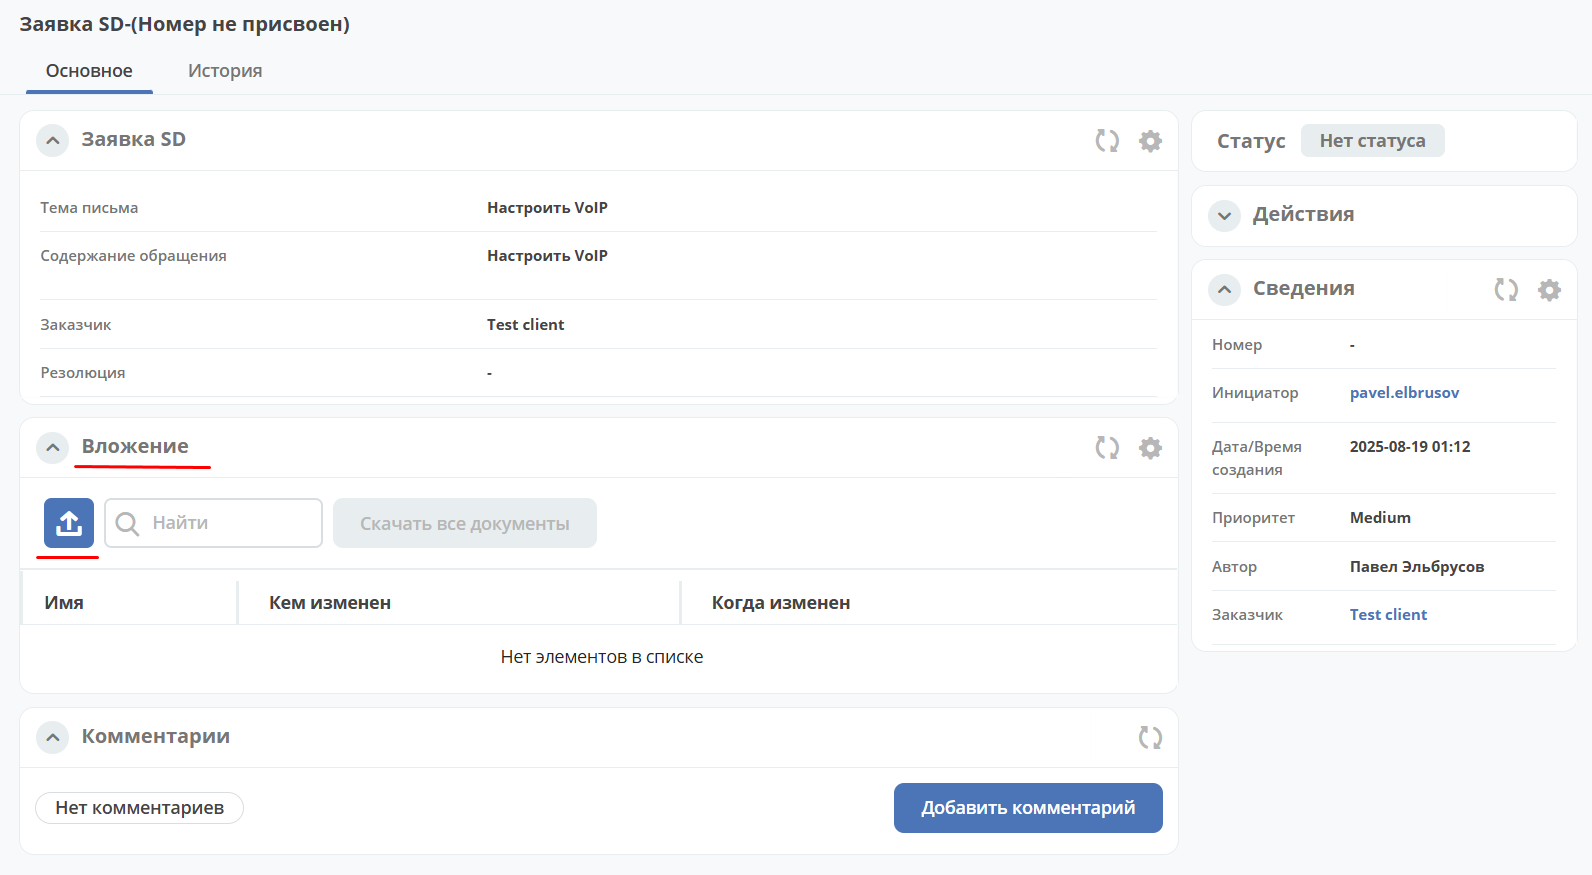 Заявка SD-(Номер не присвоен)
Основное
История
Заявка SD
Тема письма
Настроить VoIP
Содержание обращения
Настроить VoIP
Заказчик
Test client
Резолюция
-
Вложение
Найти
Скачать все документы
Имя
Кем изменен
Когда изменен
Нет элементов в списке
Комментарии
Нет комментариев
Добавить комментарий
Статус
Нет статуса
Действия
Сведения
Номер
-
Инициатор
pavel.elbrusov
Дата/Время
создания
2025-08-19 01:12
Приоритет
Medium
Автор
Павел Эльбрусов
Заказчик
Test client